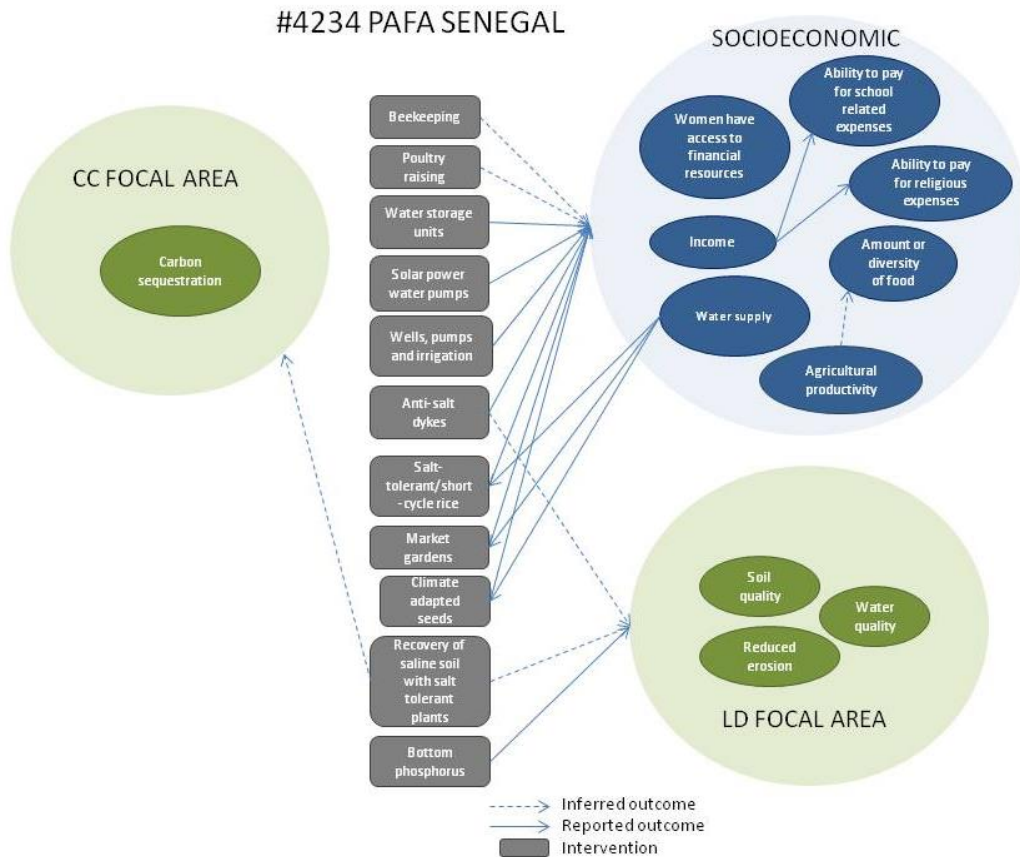 #4234 PAFA SENEGAL
SOCIOECONOMIC
CC FOCAL AREA
Carbon
sequestration
Beekeeping
Poultry
raising
Water storage
units
Solar power
water pumps
Wells, pumps
and irrigation
Anti-salt
dykes
Salt-
tolerant/short
-cycle rice
Market
gardens
Climate
adapted
seeds
Recovery of
saline soil
with salt
tolerant
plants
Bottom
phosphorus
Women have
access to
financial
resources
Ability to pay
for school
related
expenses
Ability to pay
for religious
expenses
Income
Amount or
diversity
of food
Water supply
Agricultural
productivity
Soil
quality
Water
quality
Reduced
erosion
LD FOCAL AREA
Inferred outcome
Reported outcome
Intervention